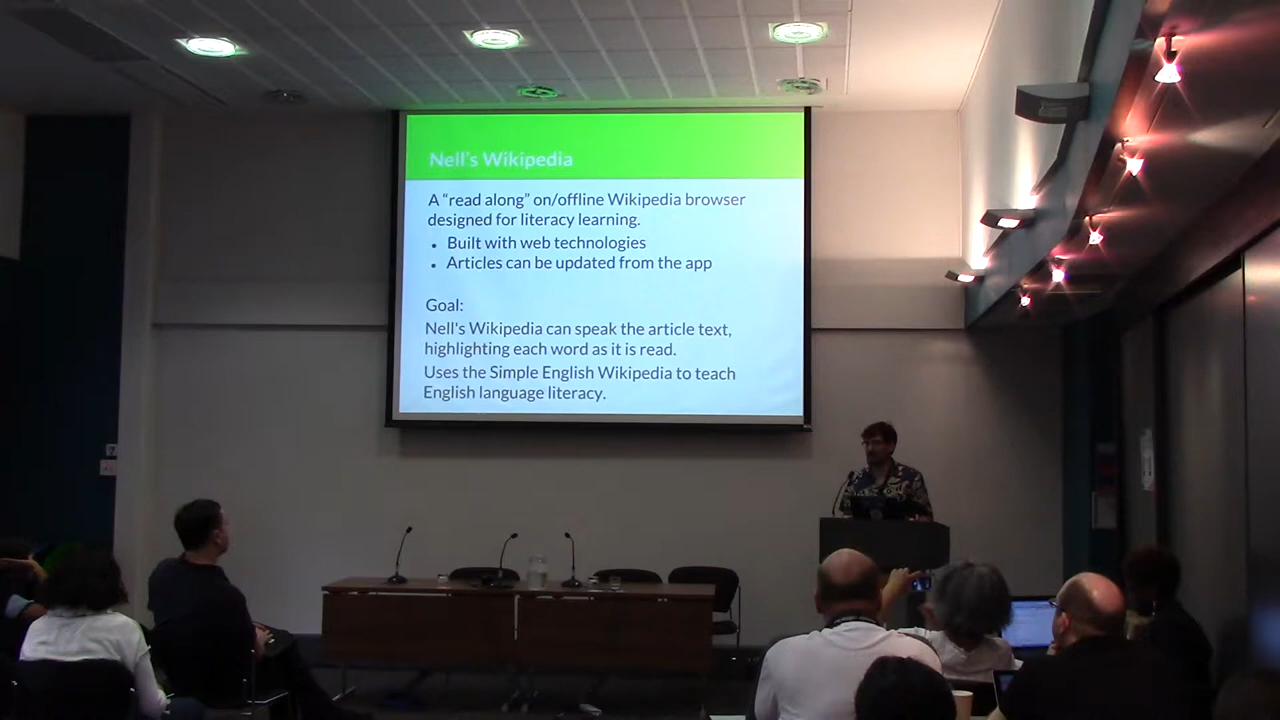 Nell's Wikipedia
A “read along” on/offline Wikipedia browser
designed for literacy learning.
• Built with web technologies
• Articles can be updated from the app
Goal:
Nell's Wikipedia can speak the article text,
highlighting each word as it is read.
Uses the Simple English Wikipedia to teach
English language literacy.